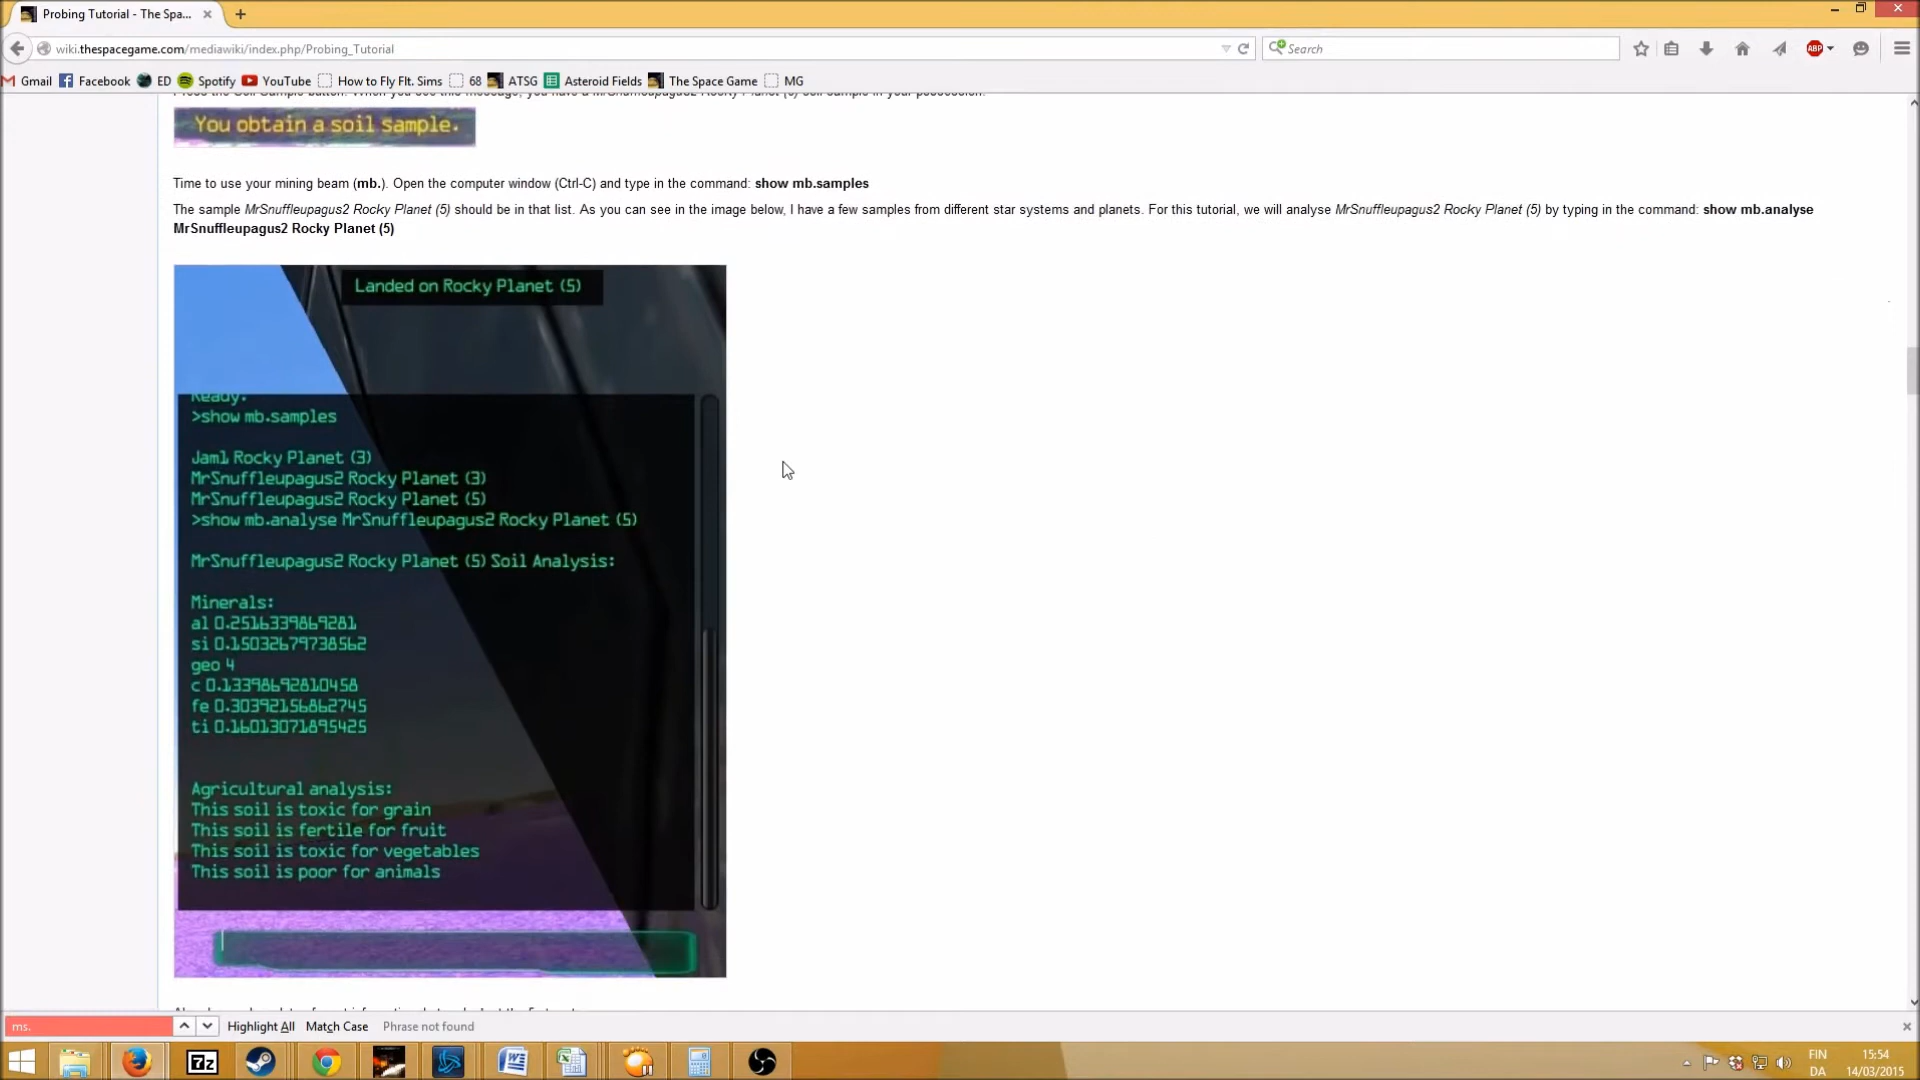 Probing Tutorial - The Spa...
wiki.thespacegame.com/mediawiki/index.php/Probing_Tutorial
Search
ABP
Gmail Facebook ED Spotify YouTube How to Fly Flt. Sims 68 ATSG Asteroid Fields The Space Game MG
You obtain a soil sample.
Time to use your mining beam (mb.). Open the computer window (Ctrl-C) and type in the command: show mb.samples
The sample MrSnuffleupagus2 Rocky Planet (5) should be in that list. As you can see in the image below, I have a few samples from different star systems and planets. For this tutorial, we will analyse MrSnuffleupagus2 Rocky Planet (5) by typing in the command: show mb.analyse
MrSnuffleupagus2 Rocky Planet (5)
Landed on Rocky Planet (5)
Ready.
>show mb.samples
Jam1 Rocky Planet (3)
MrSnuffleupagus2 Rocky Planet (3)
MrSnuffleupagus2 Rocky Planet (5)
>show mb.analyse MrSnuffleupagus2 Rocky Planet (5)
MrSnuffleupagus2 Rocky Planet (5) Soil Analysis:
Minerals:
al 0.2516339869281
si 0.15032679738562
geo 4
c 0.13398692810458
fe 0.30392156862745
ti 0.16013071895425
Agricultural analysis:
This soil is toxic for grain
This soil is fertile for fruit
This soil is toxic for vegetables
This soil is poor for animals
ms. Highlight All Match Case Phrase not found
7z
FIN 15:54
DA 14/03/2015